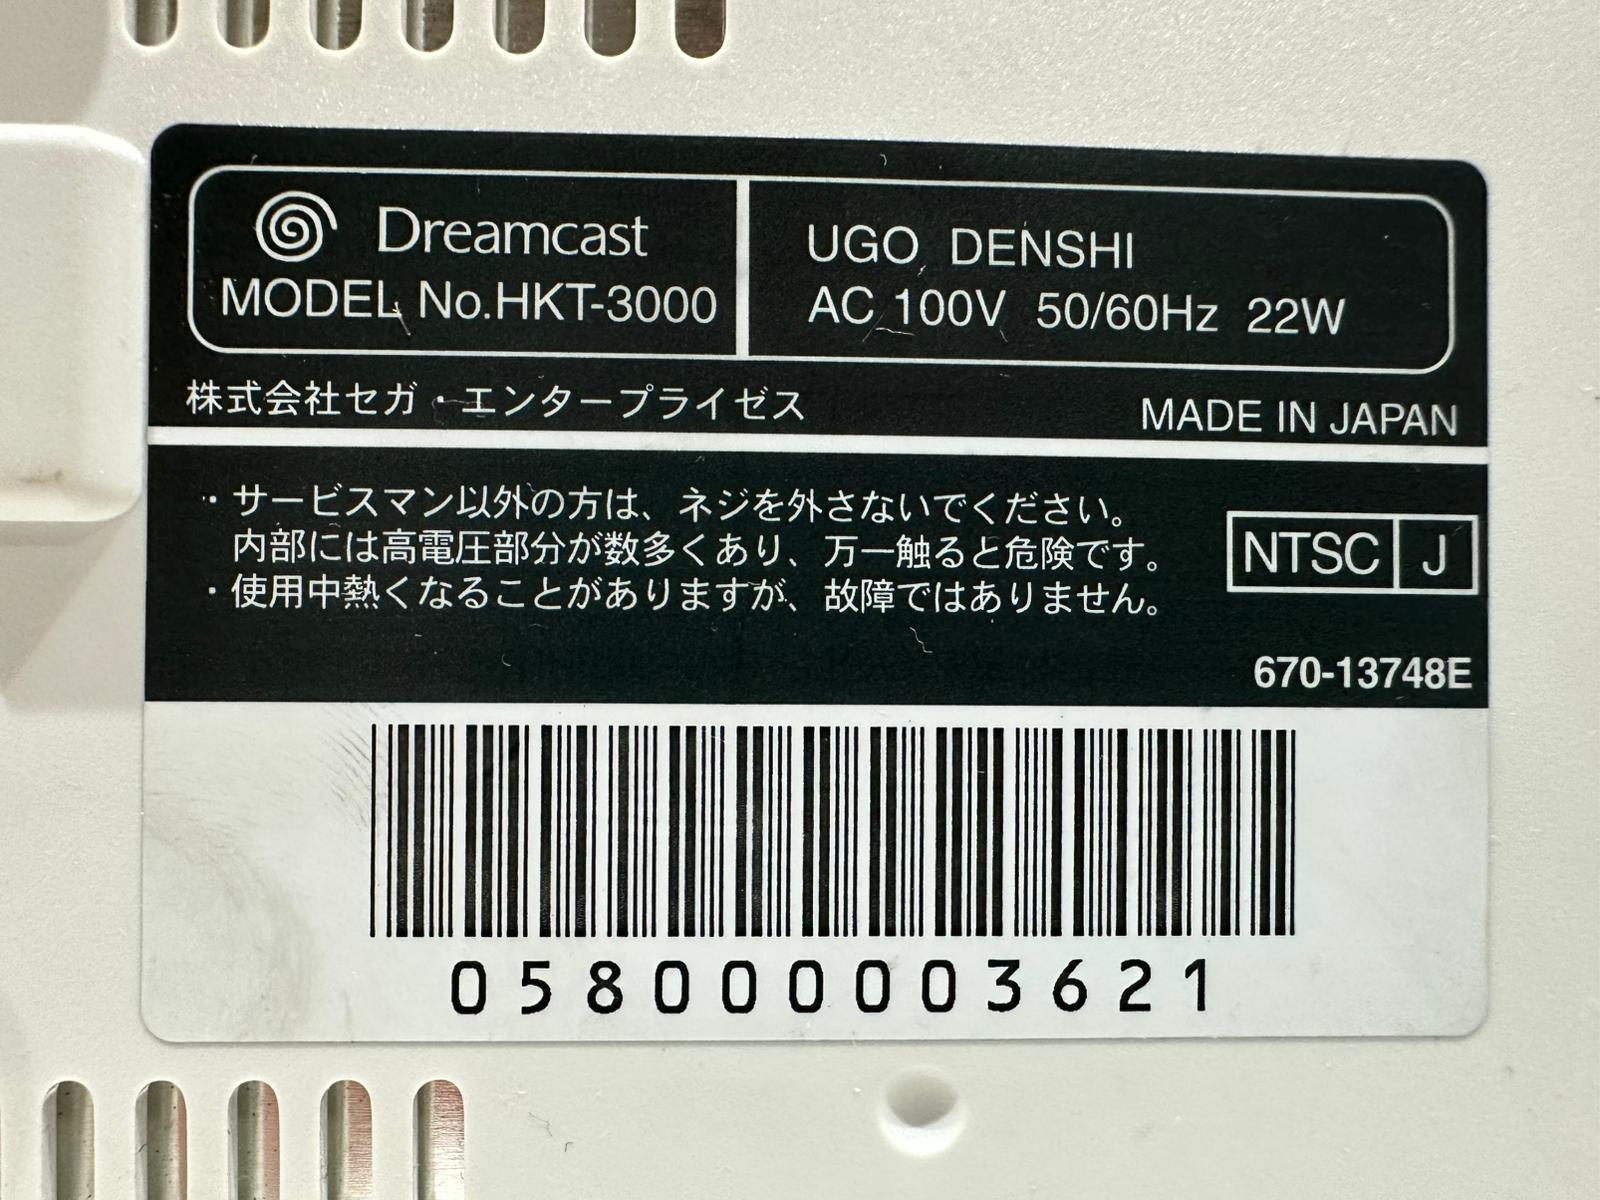 Dreamcast
MODEL No.HKT-3000
UGO DENSHI
AC 100V 50/60Hz 22W
株式会社セガ・エンタープライゼス
MADE IN JAPAN
・サービスマン以外の方は、ネジを外さないでください。
内部には高電圧部分が数多くあり、万一触ると危険です。
・使用中熱くなることがありますが、故障ではありません。
NTSC J
670-13748E
058000003621